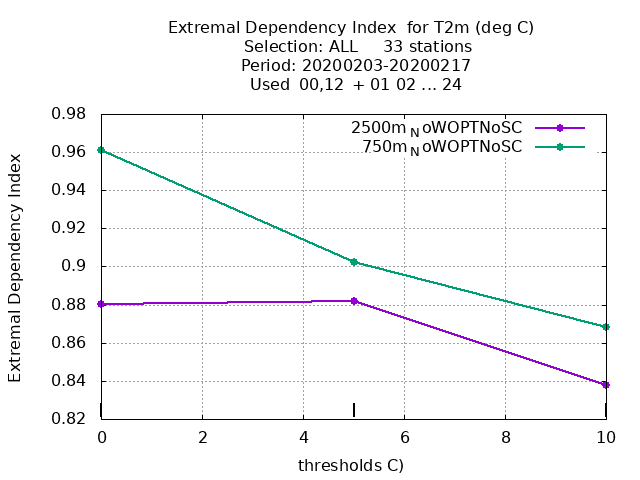 Extremal Dependency Index  for T2m (deg C)
Selection: ALL     33 stations
Period: 20200203-20200217
Used  00,12  + 01 02 ... 24
0.98
0.96
0.94
0.92
0.9
0.88
0.86
0.84
0.82
Extremal Dependency Index
2500m_NoWOPTNoSC
750m_NoWOPTNoSC
0 2 4 6 8 10
thresholds C)